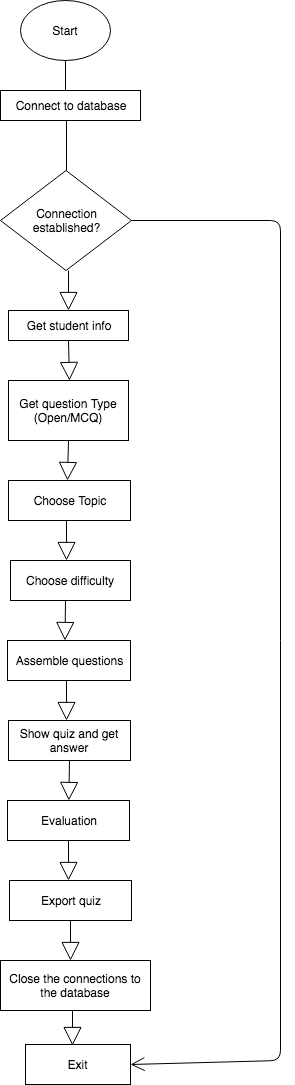 Start
Connect to database
Connection
established?
Get student info
Get question Type
(Open/MCQ)
Choose Topic
Choose difficulty
Assemble questions
Show quiz and get
answer
Evaluation
Export quiz
Close the connections to
the database
Exit